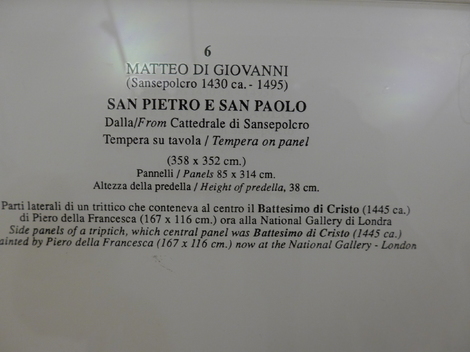 6
MATTEO DI GIOVANNI
(Sansepolcro 1430 ca. - 1495)
SAN PIETRO E SAN PAOLO
Dalla/From Cattedrale di Sansepolcro
Tempera su tavola / Tempera on panel
(358 x 352 cm.)
Pannelli / Panels 85 x 314 cm.
Altezza della predella / Height of predella, 38 cm.
Parti laterali di un trittico che conteneva al centro il Battesimo di Cristo (1445 ca.)
di Piero della Francesca (167 x 116 cm.) ora alla National Gallery di Londra
Side panels of a triptich, which central panel was Battesimo di Cristo (1445 ca.)
ainted by Piero della Francesca (167 x 116 cm.) now at the National Gallery - London